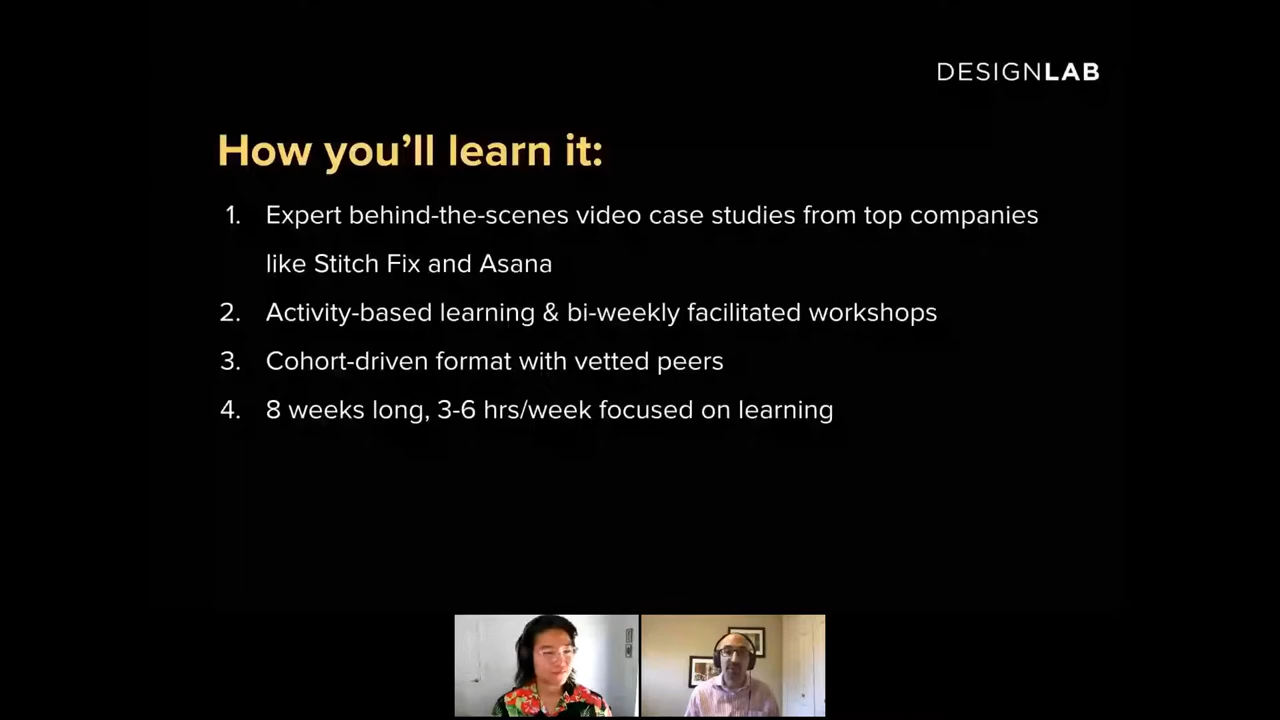 DESIGNLAB
How you’ll learn it:
1. Expert behind-the-scenes video case studies from top companies
like Stitch Fix and Asana
2. Activity-based learning & bi-weekly facilitated workshops
3. Cohort-driven format with vetted peers
4. 8 weeks long, 3-6 hrs/week focused on learning